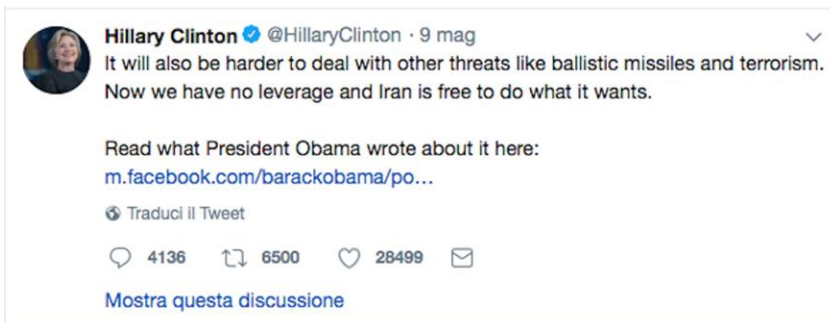 Hillary Clinton @HillaryClinton · 9 mag
It will also be harder to deal with other threats like ballistic missiles and terrorism.
Now we have no leverage and Iran is free to do what it wants.
Read what President Obama wrote about it here:
m.facebook.com/barackobama/po...
Traduci il Tweet
4136 6500 28499
Mostra questa discussione